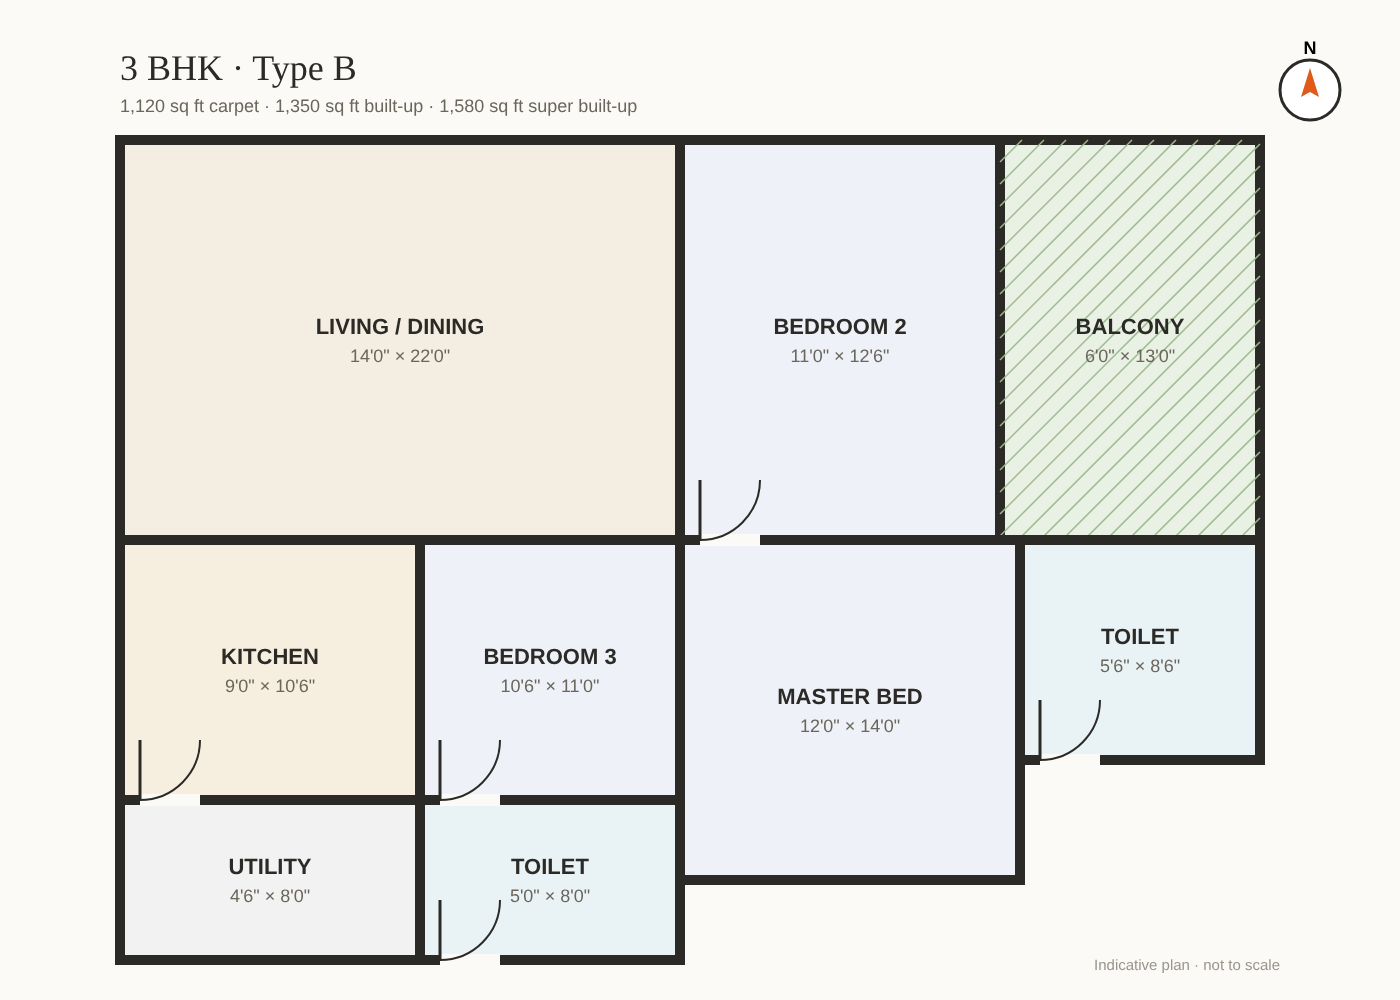 3 BHK · Type B
1,120 sq ft carpet · 1,350 sq ft built-up · 1,580 sq ft super built-up
N
LIVING / DINING
14'0" × 22'0"
BEDROOM 2
11'0" × 12'6"
BALCONY
6'0" × 13'0"
KITCHEN
9'0" × 10'6"
BEDROOM 3
10'6" × 11'0"
MASTER BED
12'0" × 14'0"
TOILET
5'6" × 8'6"
UTILITY
4'6" × 8'0"
TOILET
5'0" × 8'0"
Indicative plan · not to scale